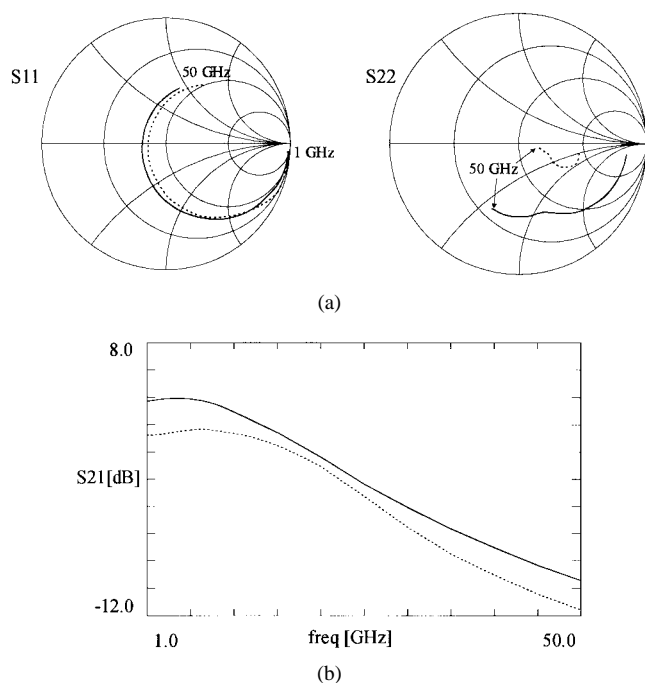 S11
50 GHz
1 GHz
S22
50 GHz
(a)
8.0
S21[dB]
-12.0
1.0
freq [GHz]
50.0
(b)